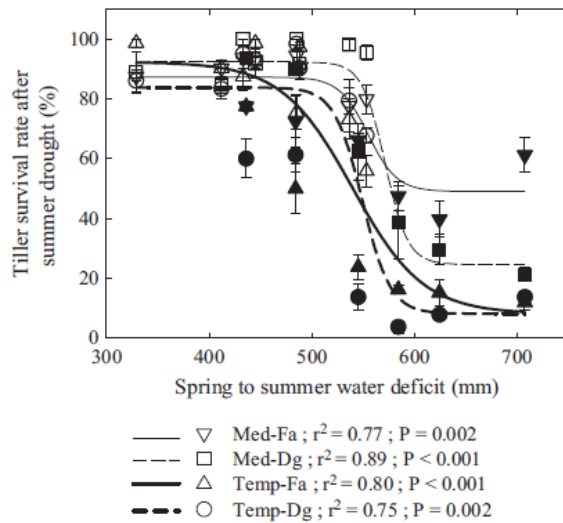 Tiller survival rate after
summer drought (%)
100
80
60
40
20
0
300 400 500 600 700
Spring to summer water deficit (mm)
Med-Fa ; r² = 0.77 ; P = 0.002
Med-Dg ; r² = 0.89 ; P < 0.001
Temp-Fa ; r² = 0.80 ; P < 0.001
Temp-Dg ; r² = 0.75 ; P = 0.002